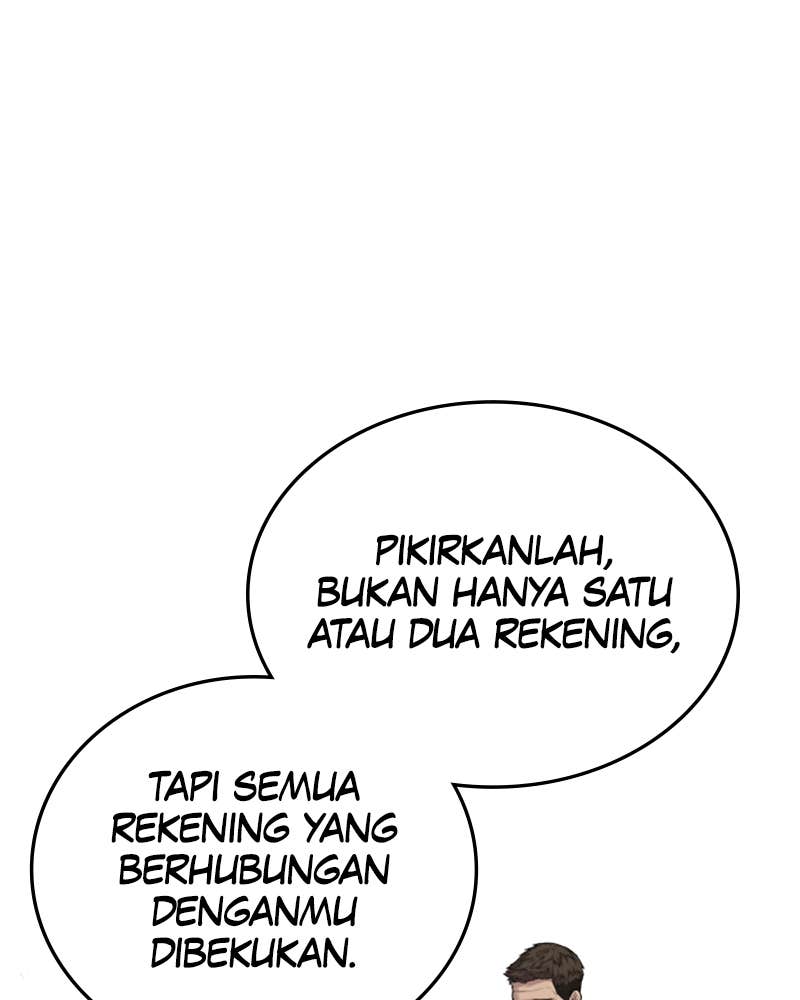 PIKIRKANLAH,
BUKAN HANYA SATU
ATAU DUA REKENING,
TAPI SEMUA
REKENING YANG
BERHUBUNGAN
DENGANMU
DIBEKUKAN.